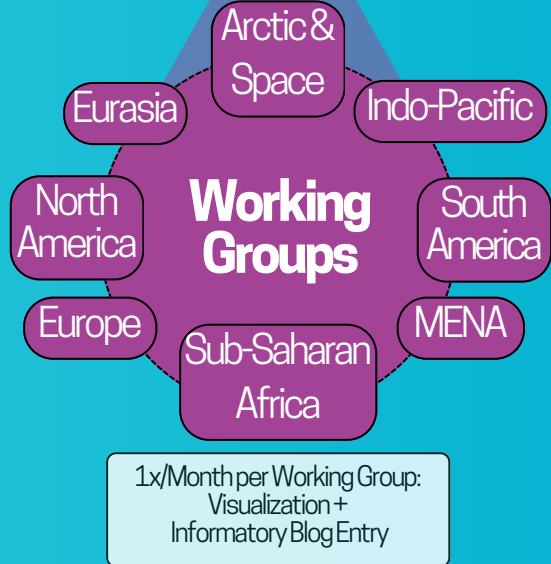 Arctic &
Space
Eurasia
Indo-Pacific
North
America
Working
Groups
South
America
Europe
MENA
Sub-Saharan
Africa
1x/Month per Working Group:
Visualization +
Informatory Blog Entry